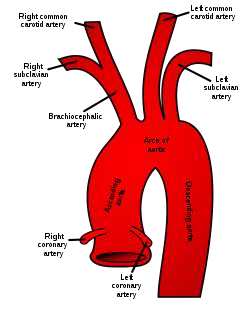 Right common
carotid artery
Left common
carotid artery
Right
subclavian
artery
Left
subclavian
artery
Brachiocephalic
artery
Arch of
aorta
Ascending
aorta
Descending aorta
Right
coronary
artery
Left
coronary
artery